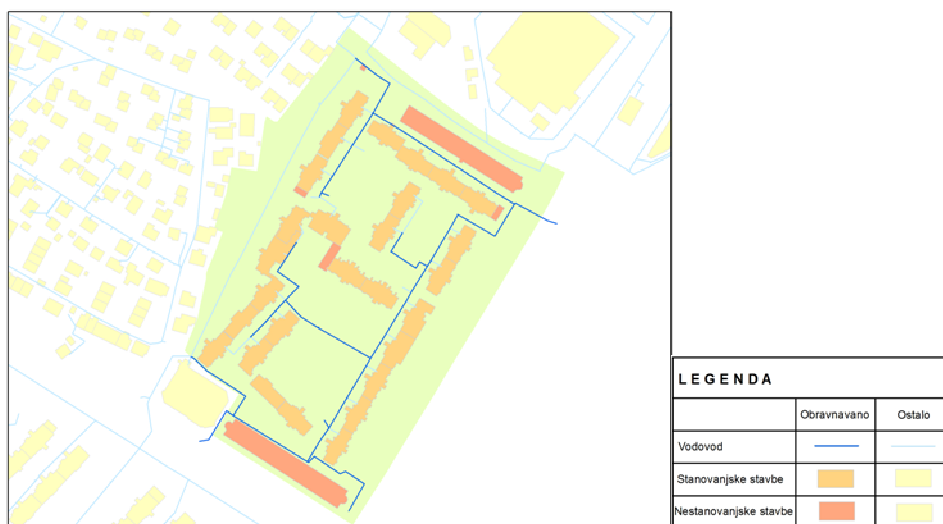 LEGENDA
Obravnavano Ostalo
Vodovod
Stanovanjske stavbe
Nestanovanjske stavbe